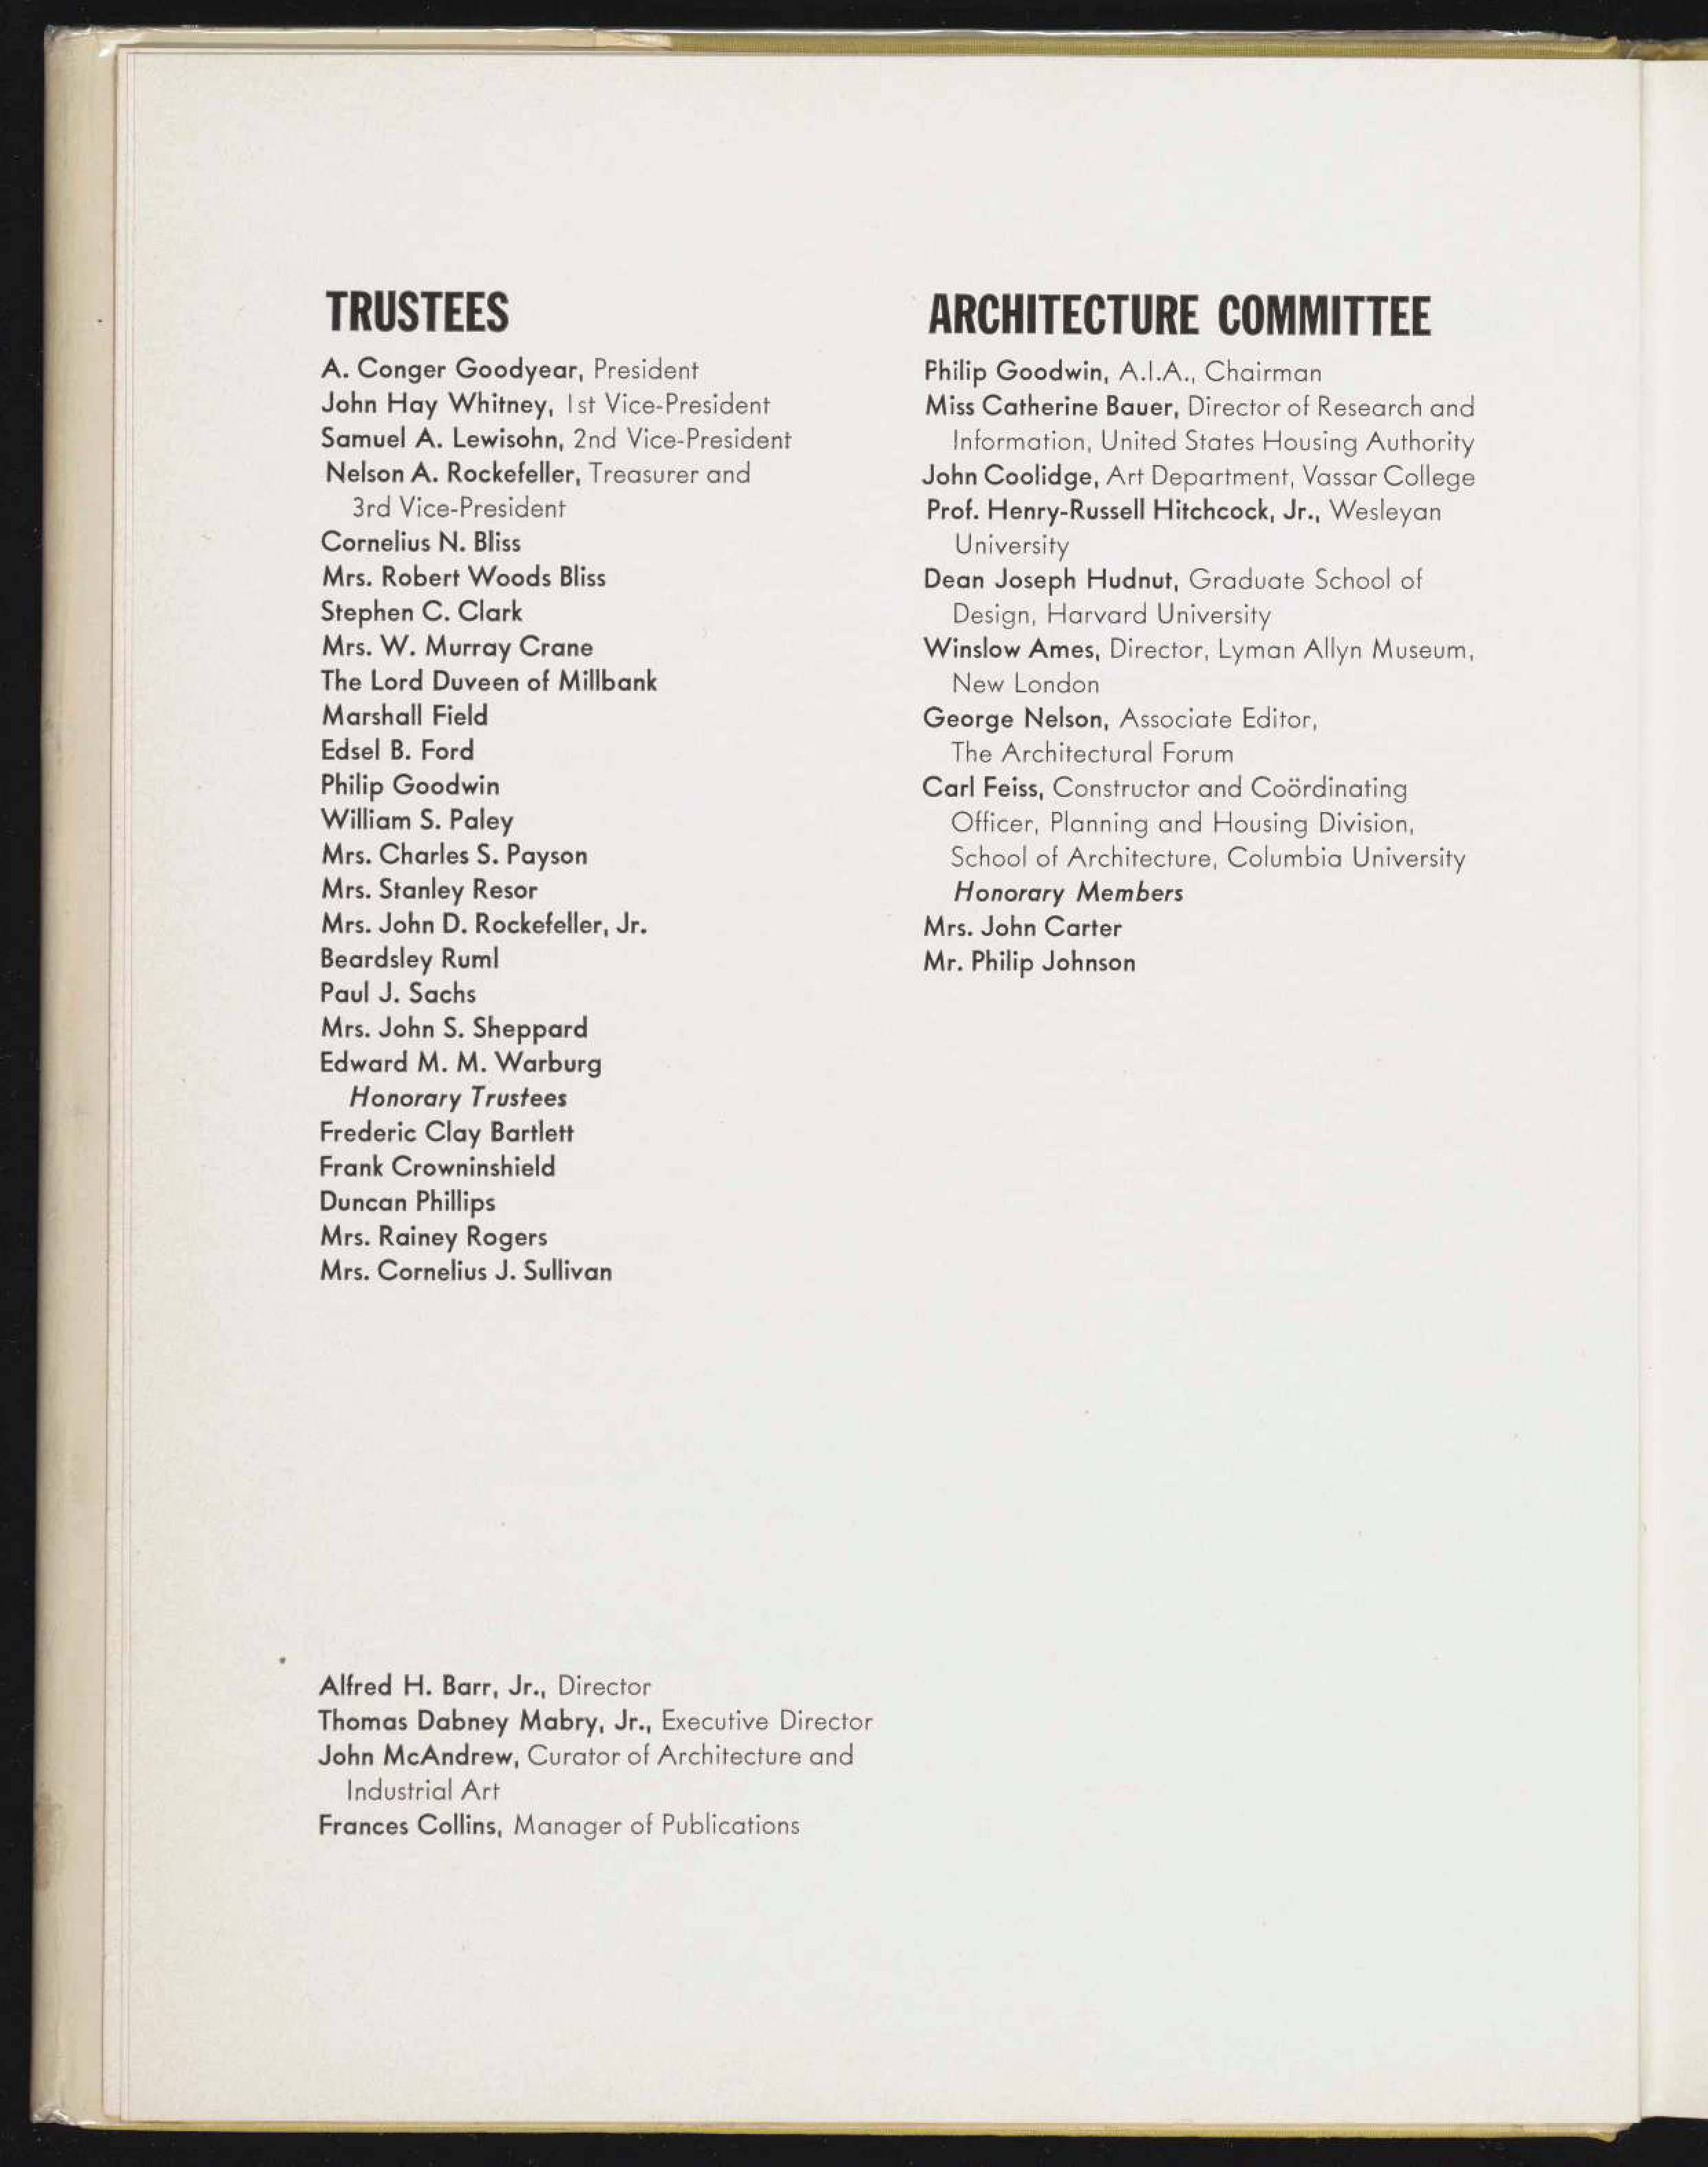 TRUSTEES
A. Conger Goodyear, President
John Hay Whitney, 1st Vice-President
Samuel A. Lewisohn, 2nd Vice-President
Nelson A. Rockefeller, Treasurer and
3rd Vice-President
Cornelius N. Bliss
Mrs. Robert Woods Bliss
Stephen C. Clark
Mrs. W. Murray Crane
The Lord Duveen of Millbank
Marshall Field
Edsel B. Ford
Philip Goodwin
William S. Paley
Mrs. Charles S. Payson
Mrs. Stanley Resor
Mrs. John D. Rockefeller, Jr.
Beardsley Ruml
Paul J. Sachs
Mrs. John S. Sheppard
Edward M. M. Warburg
Honorary Trustees
Frederic Clay Bartlett
Frank Crowninshield
Duncan Phillips
Mrs. Rainey Rogers
Mrs. Cornelius J. Sullivan
ARCHITECTURE COMMITTEE
Philip Goodwin, A.I.A., Chairman
Miss Catherine Bauer, Director of Research and
Information, United States Housing Authority
John Coolidge, Art Department, Vassar College
Prof. Henry-Russell Hitchcock, Jr., Wesleyan
University
Dean Joseph Hudnut, Graduate School of
Design, Harvard University
Winslow Ames, Director, Lyman Allyn Museum,
New London
George Nelson, Associate Editor,
The Architectural Forum
Carl Feiss, Constructor and Coördinating
Officer, Planning and Housing Division,
School of Architecture, Columbia University
Honorary Members
Mrs. John Carter
Mr. Philip Johnson
Alfred H. Barr, Jr., Director
Thomas Dabney Mabry, Jr., Executive Director
John McAndrew, Curator of Architecture and
Industrial Art
Frances Collins, Manager of Publications